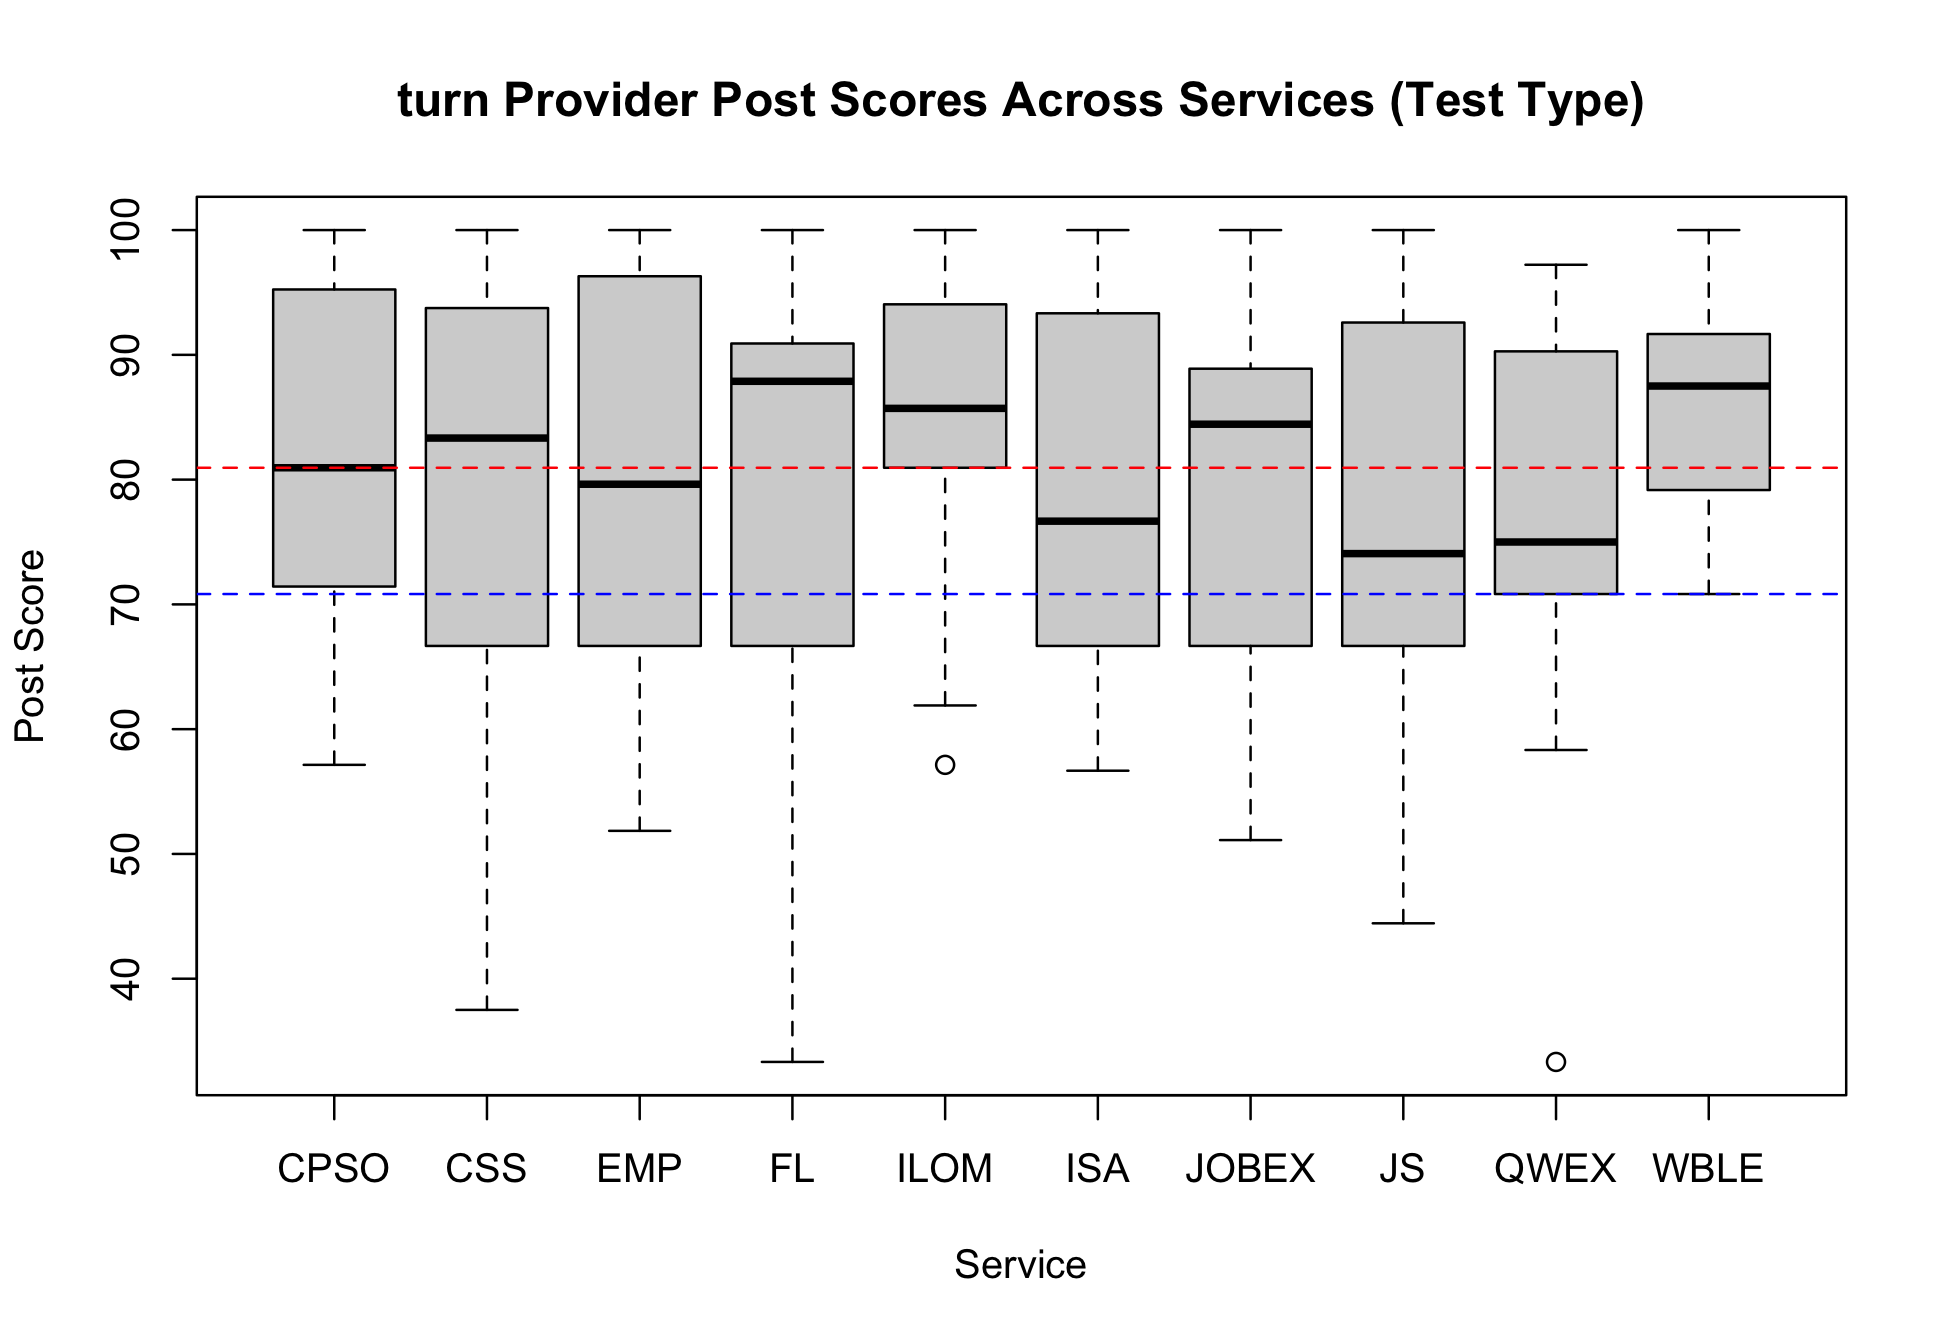 turn Provider Post Scores Across Services (Test Type)
Post Score
100
90
80
70
60
50
40
CPSO CSS EMP FL ILOM ISA JOBEX JS QWEX WBLE
Service